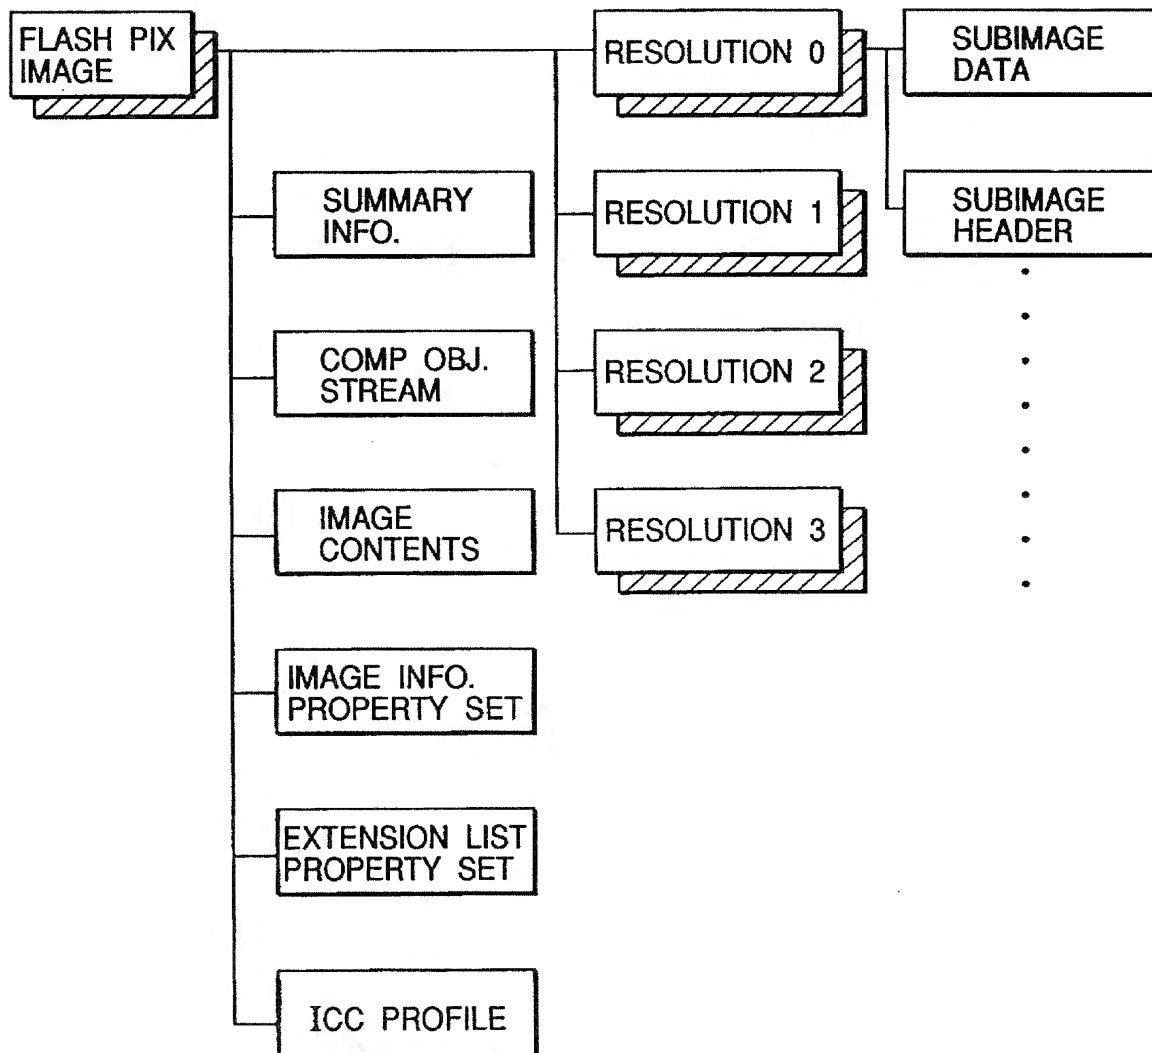 FLASH PIX
IMAGE
RESOLUTION 0
SUBIMAGE
DATA
SUMMARY
INFO.
RESOLUTION 1
SUBIMAGE
HEADER
COMP OBJ.
STREAM
RESOLUTION 2
IMAGE
CONTENTS
RESOLUTION 3
IMAGE INFO.
PROPERTY SET
EXTENSION LIST
PROPERTY SET
ICC PROFILE